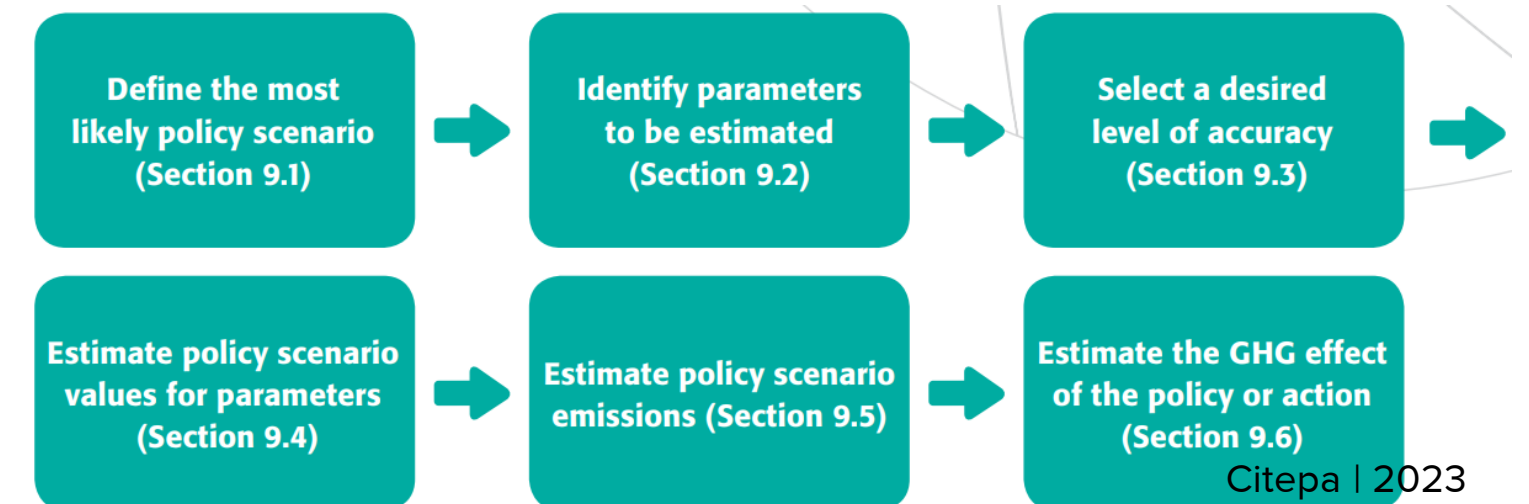 Define the most
likely policy scenario
(Section 9.1)
Identify parameters
to be estimated
(Section 9.2)
Select a desired
level of accuracy
(Section 9.3)
Estimate policy scenario
values for parameters
(Section 9.4)
Estimate policy scenario
emissions (Section 9.5)
Estimate the GHG effect
of the policy or action
(Section 9.6)
Citepa | 2023